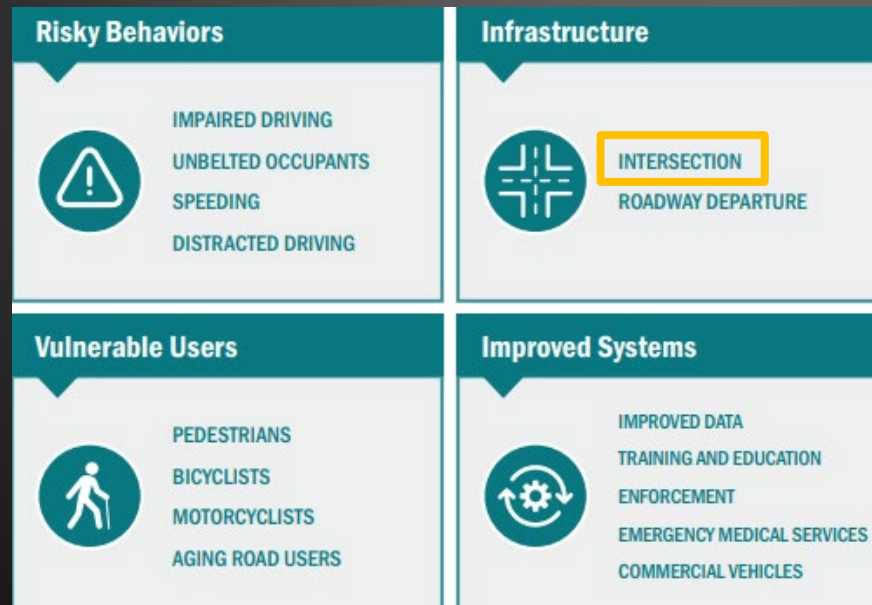 Risky Behaviors
IMPAIRED DRIVING
UNBELTED OCCUPANTS
SPEEDING
DISTRACTED DRIVING
Infrastructure
INTERSECTION
ROADWAY DEPARTURE
Vulnerable Users
PEDESTRIANS
BICYCLISTS
MOTORCYCLISTS
AGING ROAD USERS
Improved Systems
IMPROVED DATA
TRAINING AND EDUCATION
ENFORCEMENT
EMERGENCY MEDICAL SERVICES
COMMERCIAL VEHICLES